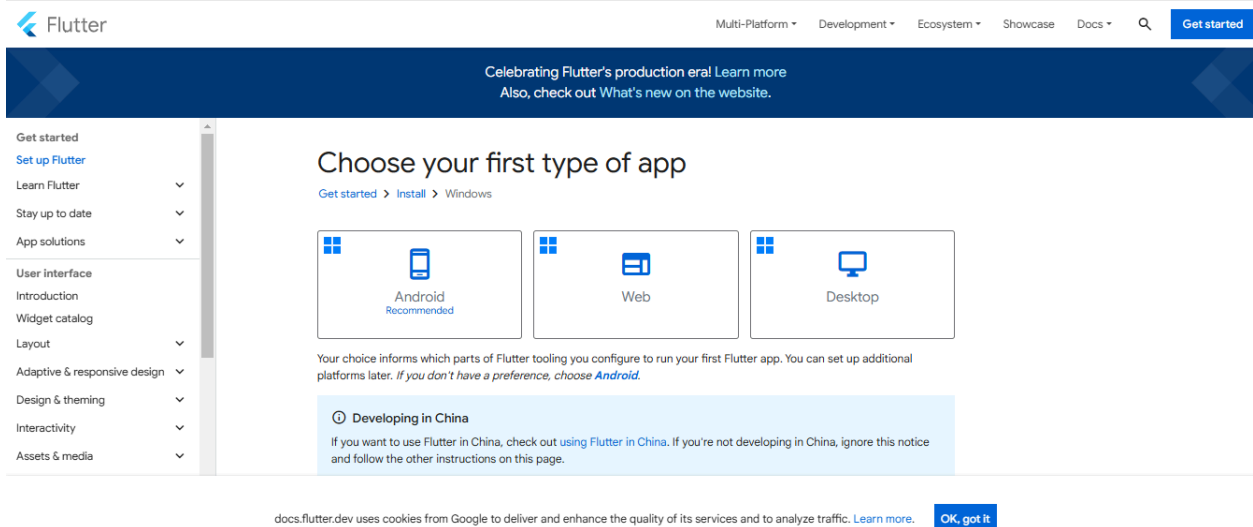 Flutter
Multi-Platform
Development
Ecosystem
Showcase
Docs
Get started
Celebrating Flutter's production era! Learn more
Also, check out What's new on the website.
Get started
Set up Flutter
Learn Flutter
Stay up to date
App solutions
User interface
Introduction
Widget catalog
Layout
Adaptive & responsive design
Design & theming
Interactivity
Assets & media
Choose your first type of app
Get started > Install > Windows
Android
Recommended
Web
Desktop
Your choice informs which parts of Flutter tooling you configure to run your first Flutter app. You can set up additional
platforms later. If you don't have a preference, choose Android.
Developing in China
If you want to use Flutter in China, check out using Flutter in China. If you're not developing in China, ignore this notice
and follow the other instructions on this page.
docs.flutter.dev uses cookies from Google to deliver and enhance the quality of its services and to analyze traffic. Learn more.
OK, got it